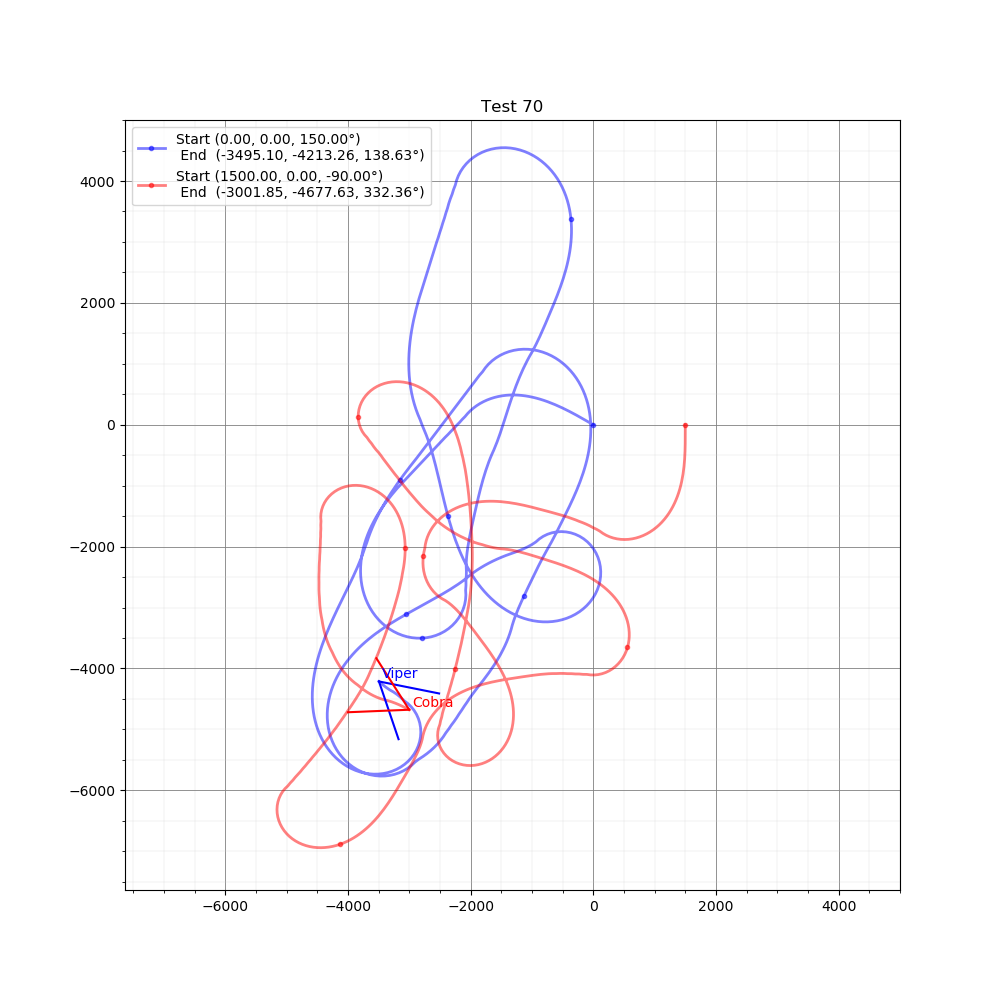 Test 70
Start (0.00, 0.00, 150.00°)
End (-3495.10, -4213.26, 138.63°)
Start (1500.00, 0.00, -90.00°)
End (-3001.85, -4677.63, 332.36°)
4000
2000
0
−2000
−4000
−6000
Viper
Cobra
−6000 −4000 −2000 0 2000 4000